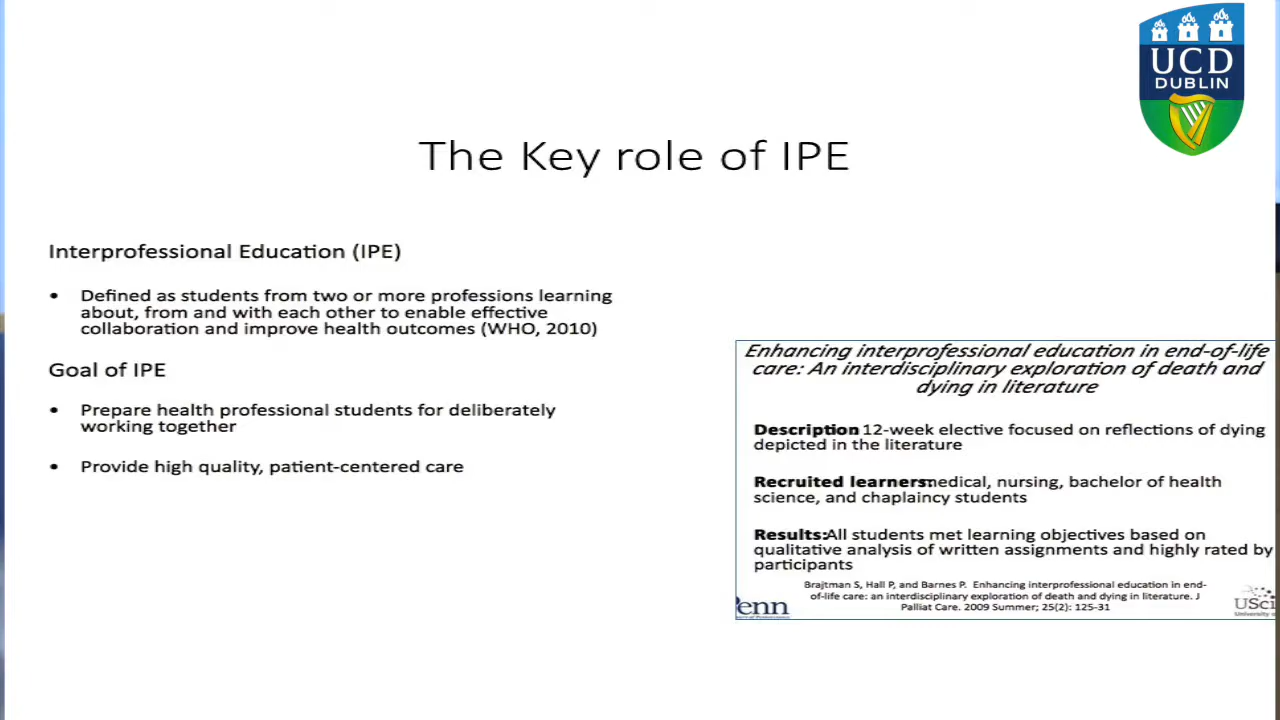 UCD
DUBLIN
The Key role of IPE
Interprofessional Education (IPE)
• Defined as students from two or more professions learning
about, from and with each other to enable effective
collaboration and improve health outcomes (WHO, 2010)
Goal of IPE
• Prepare health professional students for deliberately
working together
• Provide high quality, patient-centered care
Enhancing interprofessional education in end-of-life
care: An interdisciplinary exploration of death and
dying in literature
Description 12-week elective focused on reflections of dying
depicted in the literature
Recruited learners: medical, nursing, bachelor of health
science, and chaplaincy students
Results: All students met learning objectives based on
qualitative analysis of written assignments and highly rated by
participants
Brajtman S, Hall P, and Barnes P. Enhancing interprofessional education in end-
of-life care: an interdisciplinary exploration of death and dying in literature. J
Palliat Care. 2009 Summer; 25(2): 125-31
Penn
USci